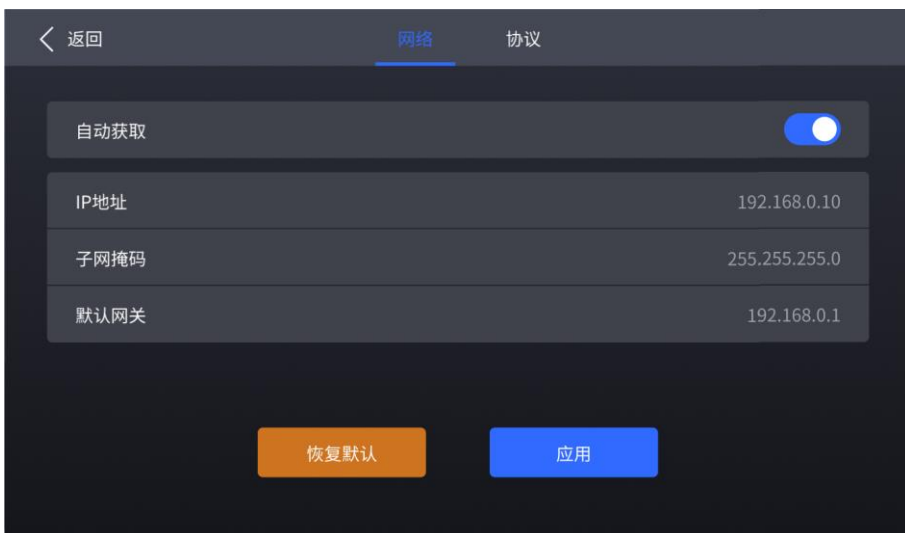 返回 网络 协议
自动获取
IP地址 192.168.0.10
子网掩码 255.255.255.0
默认网关 192.168.0.1
恢复默认 应用